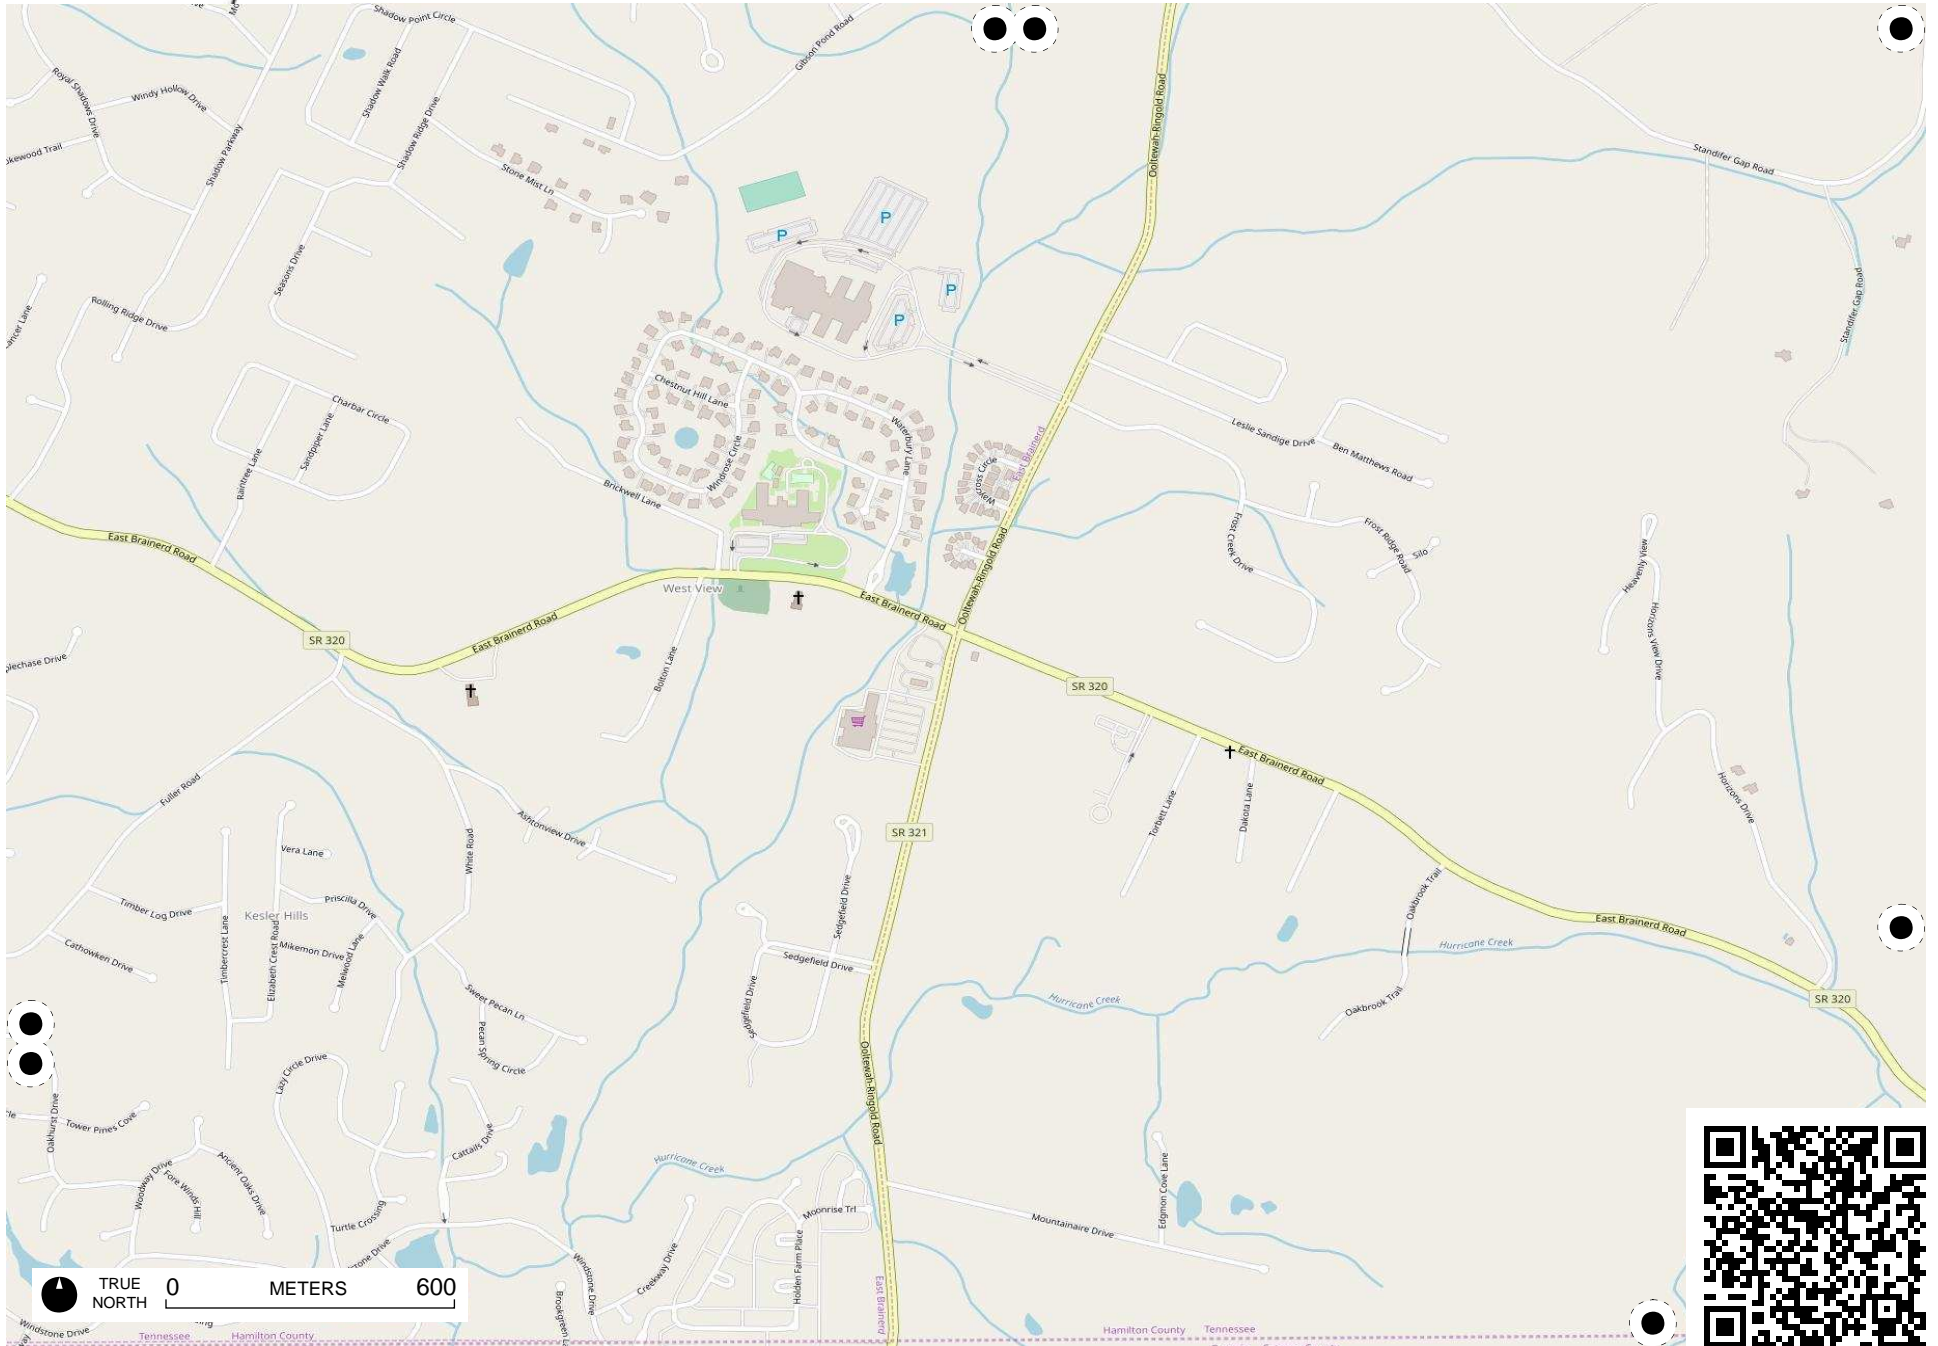 Shadow Point Circle
Gibson Pond Road
Shadow Walk Road
Royal Shadows Drive
Windy Hollow Drive
Shadow Ridge Drive
Ooltewah-Ringold Road
okewood Trail
Shadow Parkway
Stone Mist Ln
Standifer Gap Road
P
P
P
P
Seasons Drive
Standifer Gap Road
Rolling Ridge Drive
ancer Lane
Chestnut Hill Lane
Charbar Circle
Sandpiper Lane
Raintree Lane
Windrose Circle
Waterbury Lane
East Brainerd
Leslie Sandige Drive
Ben Matthews Road
Brickwell Lane
Way
Cross Circle
Frost Creek Drive
Frost Ridge Road
Silo
East Brainerd Road
Ooltewah-Ringold Road
Heavenly View
West View
East Brainerd Road
East Brainerd Road
SR 320
Horizons View Drive
plechase Drive
Bolton Lane
SR 320
East Brainerd Road
Fuller Road
Horizons Drive
Torbett Lane
Dakota Lane
Ashtonview Drive
White Road
SR 321
Vera Lane
Timber Log Drive
Kesler Hills
Priscilla Drive
Sedgefield Drive
Oakbrook Trail
East Brainerd Road
Cathowken Drive
Timbercrest Lane
Elizabeth Crest Road
Mikemon Drive
Melwood Lane
Sedgefield Drive
Hurricane Creek
Sweet Pecan Ln
Sedgefield Drive
Hurricane Creek
Oakbrook Trail
SR 320
Pecan Spring Circle
Lazy Circle Drive
Ooltewah-Ringold Road
cle
Tower Pines Cove
Oakhurst Drive
Cattails Drive
Hurricane Creek
Woodway Drive
Fore Winds Hill
Ancient Oaks Drive
Turtle Crossing
Moonrise Trl
Mountainaire Drive
Edgmon Cove Lane
stone Drive
Windstone Drive
Creekway Drive
Holden Farm Place
East Brainerd
Brookgreen L
TRUE NORTH
0 METERS 600
Windstone Drive
Tennessee
Hamilton County
Hamilton County
Tennessee